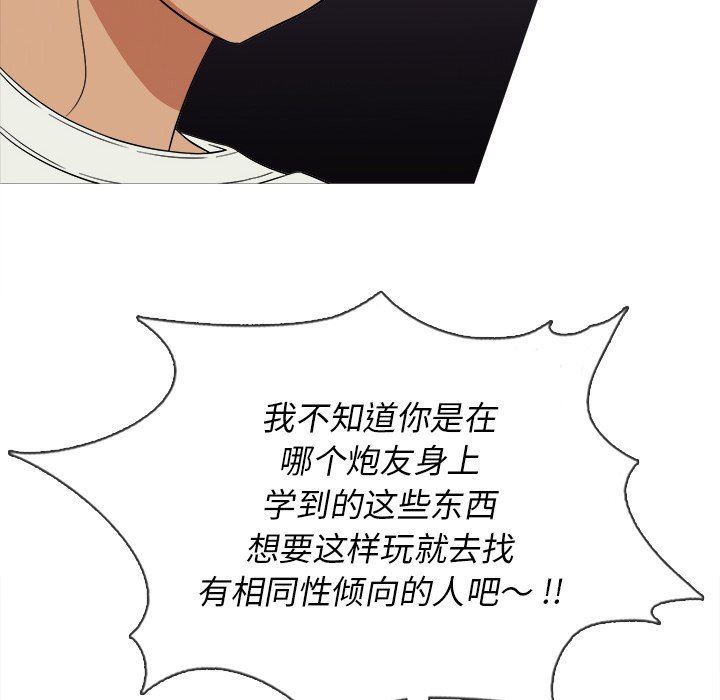 我不知道你是在
哪个炮友身上
学到的这些东西
想要这样玩就去找
有相同性倾向的人吧～!!